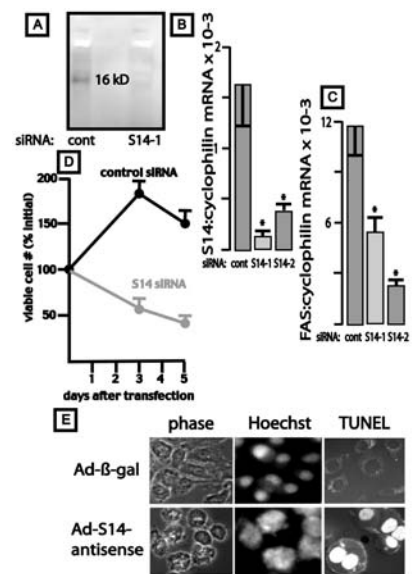 A
16 kD
siRNA: cont S14-1
B
S14:cyclophilin mRNA x 10-3
2
1
siRNA: cont S14-1 S14-2
* *
C
FAS:cyclophilin mRNA x 10-3
12
6
siRNA: cont S14-1 S14-2
* *
D
viable cell # (% initial)
200
150
100
50
control siRNA
S14 siRNA
1 2 3 4 5
days after transfection
E
phase Hoechst TUNEL
Ad-ß-gal
Ad-S14-
antisense